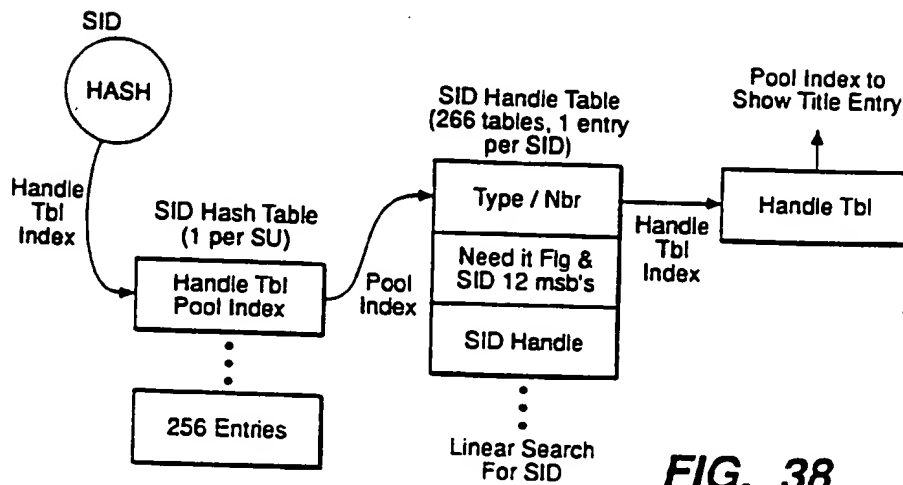 SID
HASH
Handle
Tbl
Index
SID Hash Table
(1 per SU)
Handle Tbl
Pool Index
256 Entries
Pool
Index
SID Handle Table
(266 tables, 1 entry
per SID)
Type / Nbr
Need it Flg &
SID 12 msb's
SID Handle
Linear Search
For SID
Handle
Tbl
Index
Pool Index to
Show Title Entry
Handle Tbl
FIG. 38